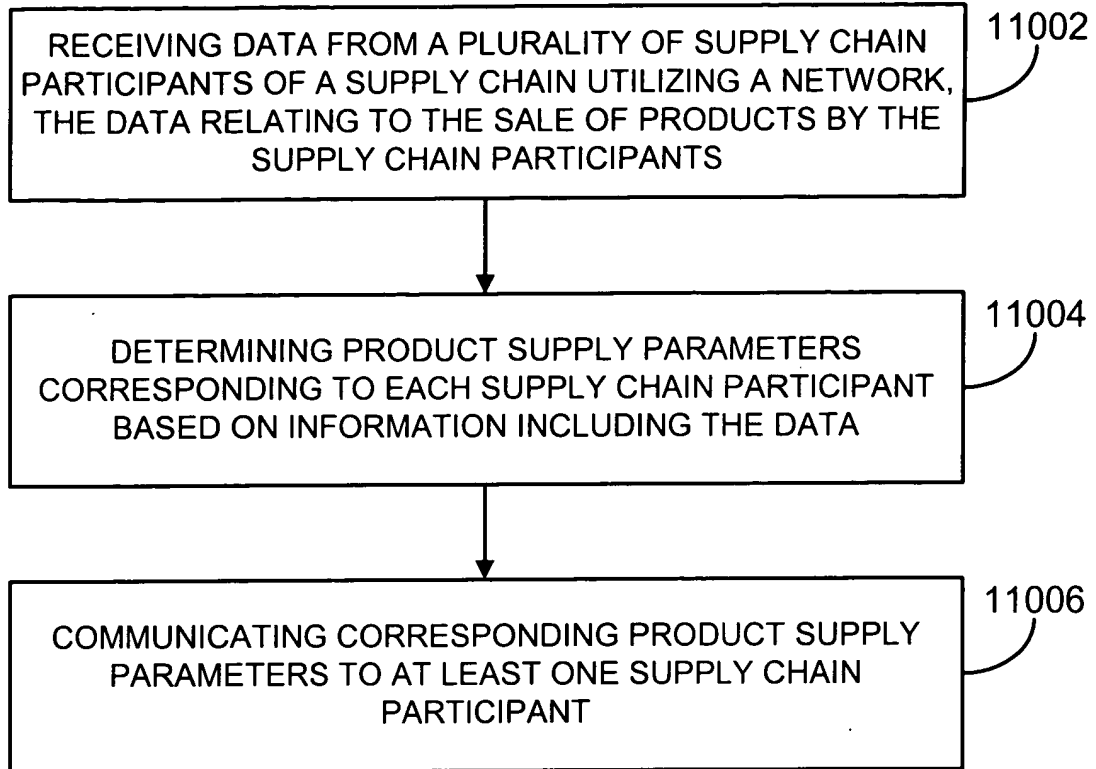 RECEIVING DATA FROM A PLURALITY OF SUPPLY CHAIN
PARTICIPANTS OF A SUPPLY CHAIN UTILIZING A NETWORK,
THE DATA RELATING TO THE SALE OF PRODUCTS BY THE
SUPPLY CHAIN PARTICIPANTS
11002
DETERMINING PRODUCT SUPPLY PARAMETERS
CORRESPONDING TO EACH SUPPLY CHAIN PARTICIPANT
BASED ON INFORMATION INCLUDING THE DATA
11004
COMMUNICATING CORRESPONDING PRODUCT SUPPLY
PARAMETERS TO AT LEAST ONE SUPPLY CHAIN
PARTICIPANT
11006